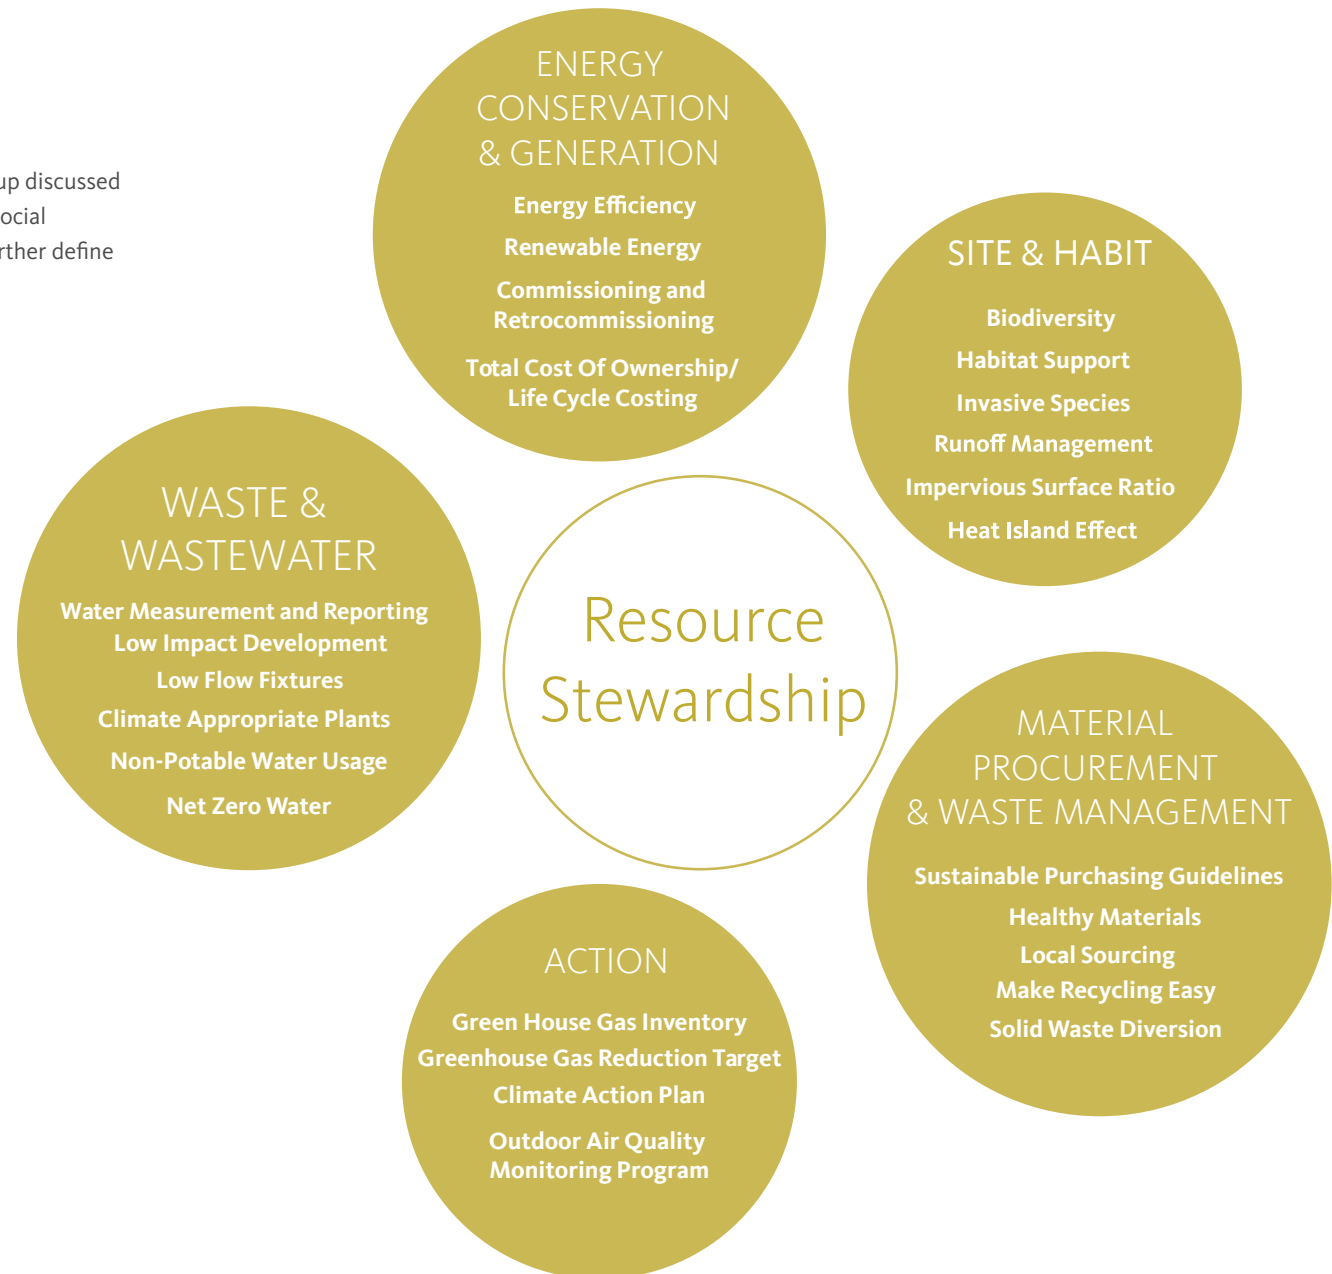 up discussed
ocial
rther define
ENERGY
CONSERVATION
& GENERATION
Energy Efficiency
Renewable Energy
Commissioning and
Retrocommissioning
Total Cost Of Ownership/
Life Cycle Costing
SITE & HABIT
Biodiversity
Habitat Support
Invasive Species
Runoff Management
Impervious Surface Ratio
Heat Island Effect
WASTE &
WASTEWATER
Water Measurement and Reporting
Low Impact Development
Low Flow Fixtures
Climate Appropriate Plants
Non-Potable Water Usage
Net Zero Water
Resource
Stewardship
MATERIAL
PROCUREMENT
& WASTE MANAGEMENT
Sustainable Purchasing Guidelines
Healthy Materials
Local Sourcing
Make Recycling Easy
Solid Waste Diversion
ACTION
Green House Gas Inventory
Greenhouse Gas Reduction Target
Climate Action Plan
Outdoor Air Quality
Monitoring Program